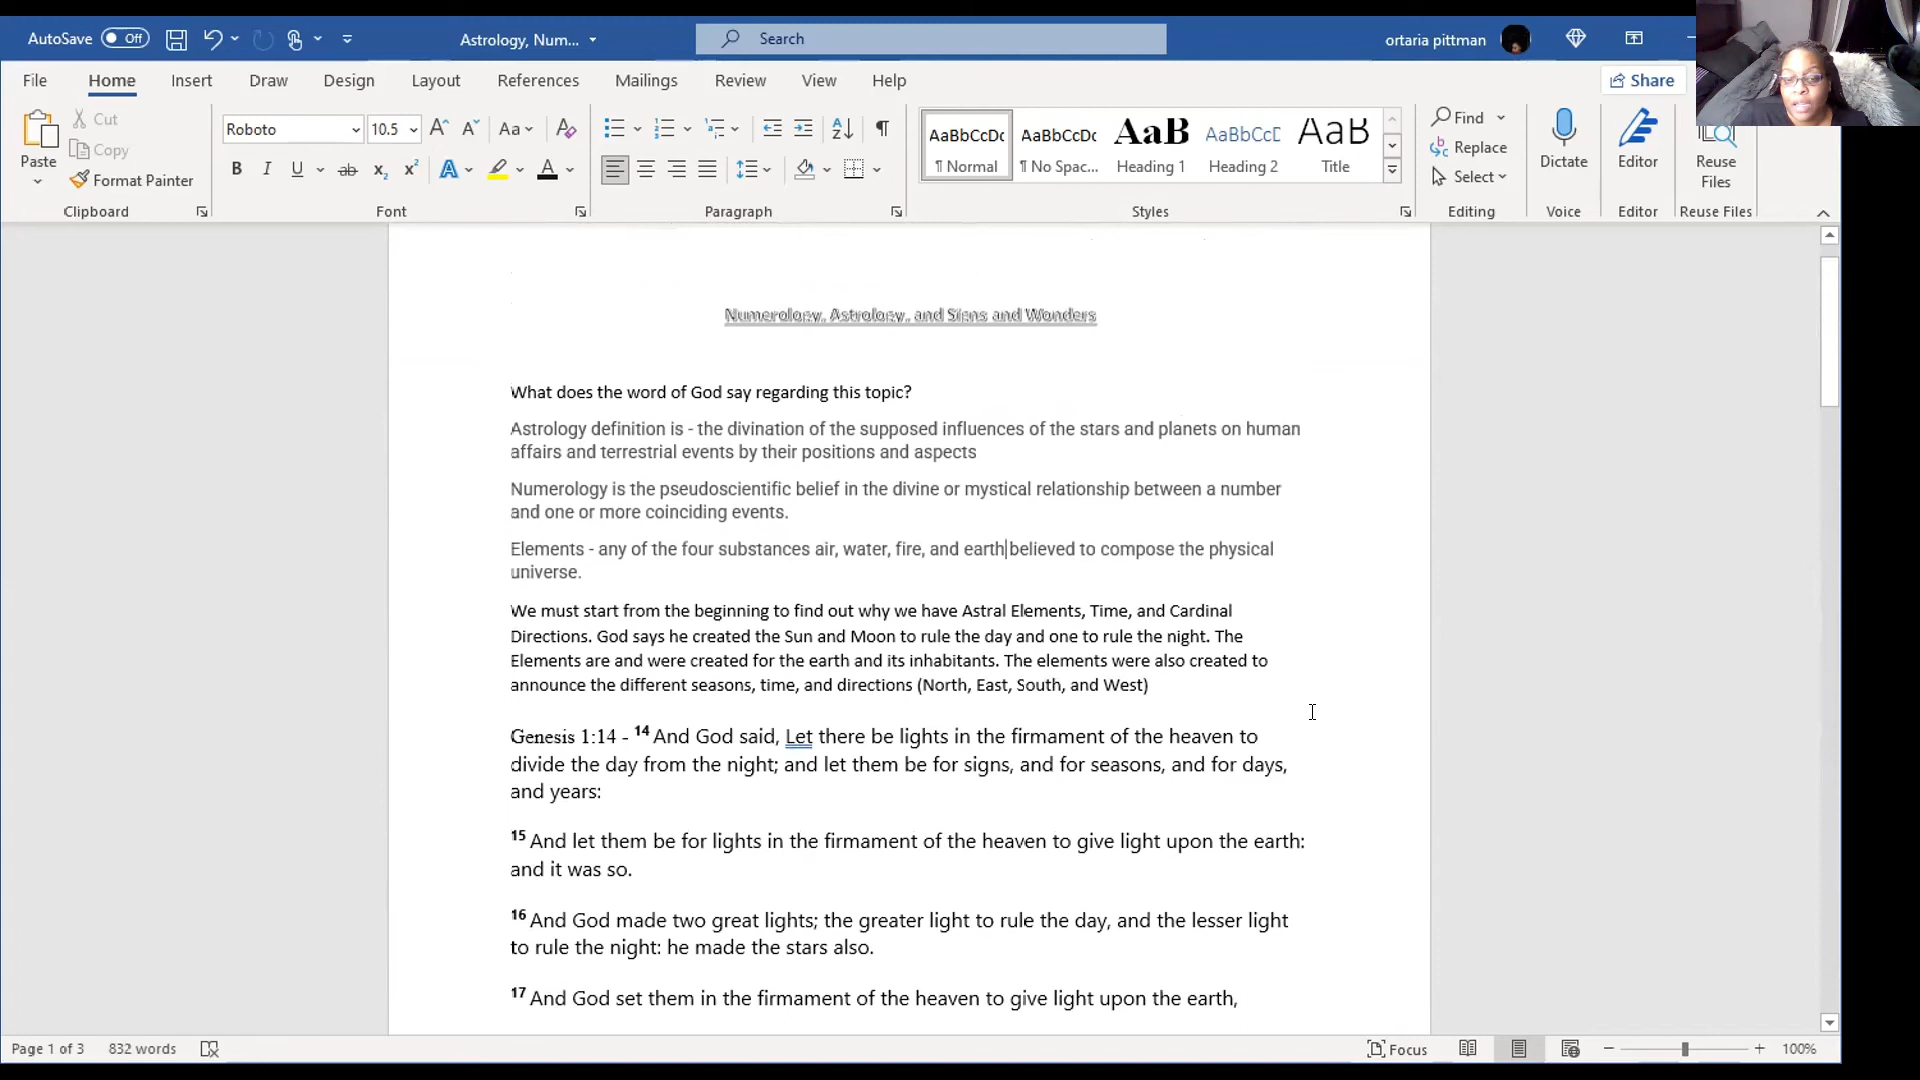 AutoSave Off
Astrology, Num...
Search
ortaria pittman
File Home Insert Draw Design Layout References Mailings Review View Help
Share
Paste
Cut
Copy
Format Painter
Clipboard
Roboto 10.5
Font
Paragraph
AaBbCcDc AaBbCcDc AaB AaBbCcC AaB
¶ Normal ¶ No Spac... Heading 1 Heading 2 Title
Styles
Find
Replace
Select
Editing
Dictate
Voice
Editor
Editor
Reuse
Files
Reuse Files
Numerology, Astrology, and Signs and Wonders
What does the word of God say regarding this topic?
Astrology definition is - the divination of the supposed influences of the stars and planets on human
affairs and terrestrial events by their positions and aspects
Numerology is the pseudoscientific belief in the divine or mystical relationship between a number
and one or more coinciding events.
Elements - any of the four substances air, water, fire, and earth believed to compose the physical
universe.
We must start from the beginning to find out why we have Astral Elements, Time, and Cardinal
Directions. God says he created the Sun and Moon to rule the day and one to rule the night. The
Elements are and were created for the earth and its inhabitants. The elements were also created to
announce the different seasons, time, and directions (North, East, South, and West)
Genesis 1:14 - 14 And God said, Let there be lights in the firmament of the heaven to
divide the day from the night; and let them be for signs, and for seasons, and for days,
and years:
15 And let them be for lights in the firmament of the heaven to give light upon the earth:
and it was so.
16 And God made two great lights; the greater light to rule the day, and the lesser light
to rule the night: he made the stars also.
17 And God set them in the firmament of the heaven to give light upon the earth,
Page 1 of 3 832 words
Focus
100%